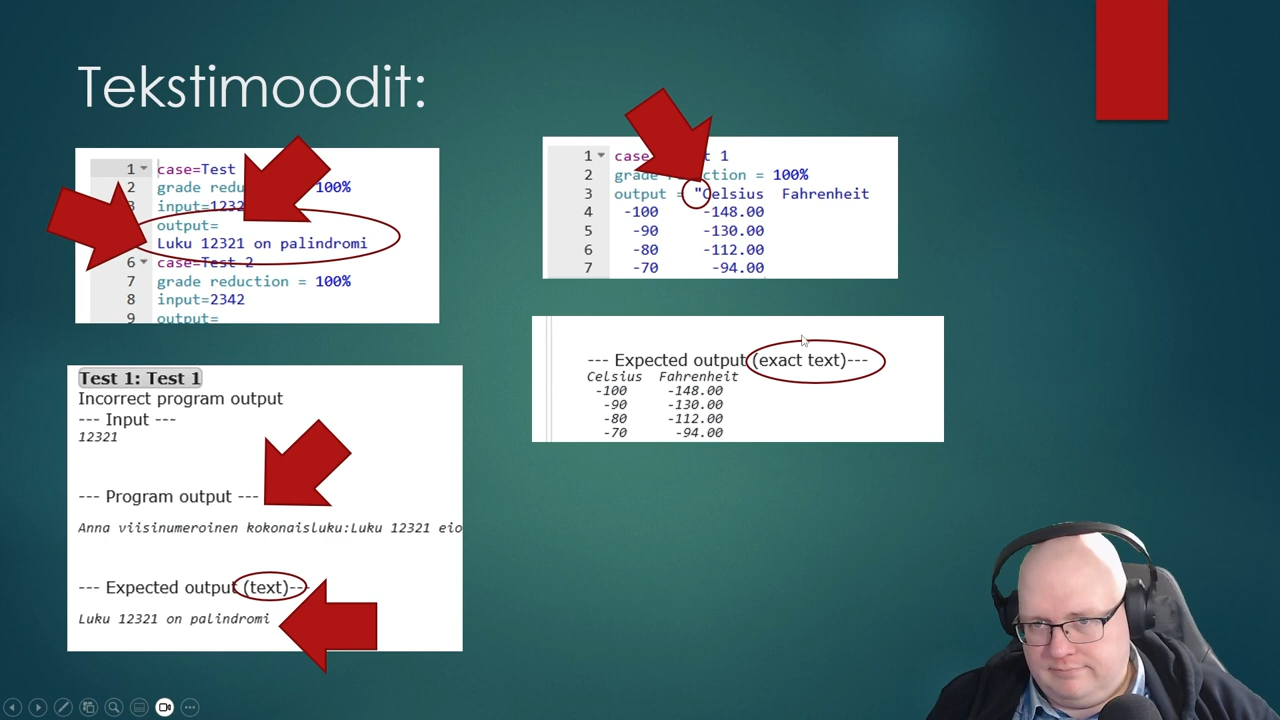 Tekstimoodit:
1 case=Test
2 grade redu 100%
input=1232
output=
Luku 12321 on palindromi
6 case=Test 2
7 grade reduction = 100%
8 input=2342
9 output=
Test 1: Test 1
Incorrect program output
--- Input ---
12321
--- Program output ---
Anna viisinumeroinen kokonaisluku:Luku 12321 eio
--- Expected output (text)---
Luku 12321 on palindromi
1 case 1
2 grade ction = 100%
3 output = "Celsius Fahrenheit
4 -100 -148.00
5 -90 -130.00
6 -80 -112.00
7 -70 -94.00
--- Expected output (exact text)---
Celsius Fahrenheit
-100 -148.00
-90 -130.00
-80 -112.00
-70 -94.00